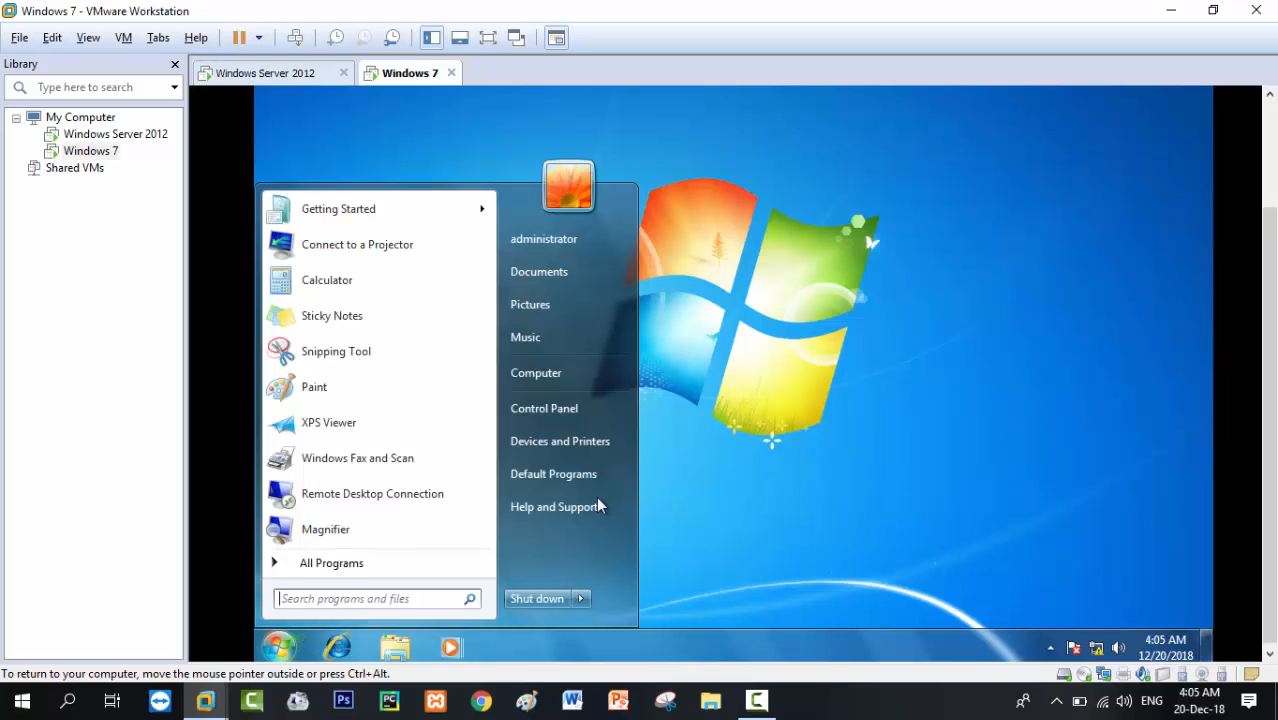 Windows 7 - VMware Workstation
File Edit View VM Tabs Help
Library
Type here to search
My Computer
Windows Server 2012
Windows 7
Shared VMs
Windows Server 2012
Windows 7
Getting Started
Connect to a Projector
Calculator
Sticky Notes
Snipping Tool
Paint
XPS Viewer
Windows Fax and Scan
Remote Desktop Connection
Magnifier
All Programs
Search programs and files
administrator
Documents
Pictures
Music
Computer
Control Panel
Devices and Printers
Default Programs
Help and Support
Shut down
4:05 AM
12/20/2018
To return to your computer, move the mouse pointer outside or press Ctrl+Alt.
Ps
PC
W
P
ENG
4:05 AM
20-Dec-18